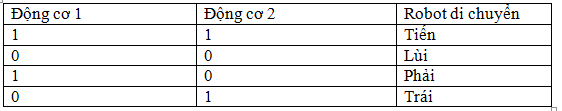 Động cơ 1 Động cơ 2 Robot di chuyển
1 1 Tiến
0 0 Lùi
1 0 Phải
0 1 Trái